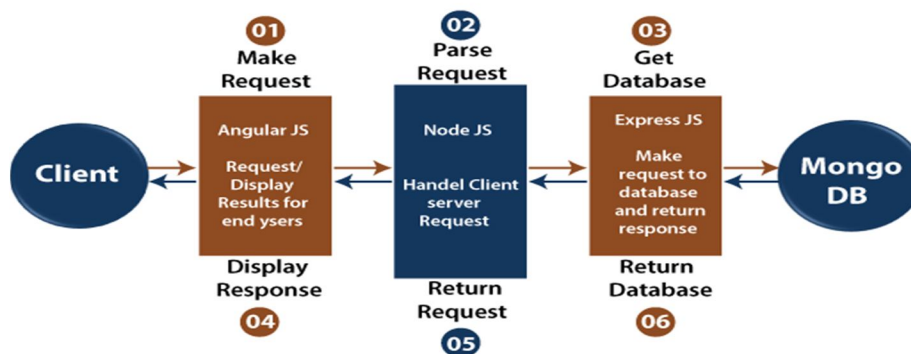 01
Make
Request
02
Parse
Request
03
Get
Database
Client
Angular JS
Request/
Display
Results for
end ysers
Node JS
Handel Client
server
Request
Express JS
Make
request to
database
and return
response
Mongo
DB
Display
Response
04
Return
Request
05
Return
Database
06